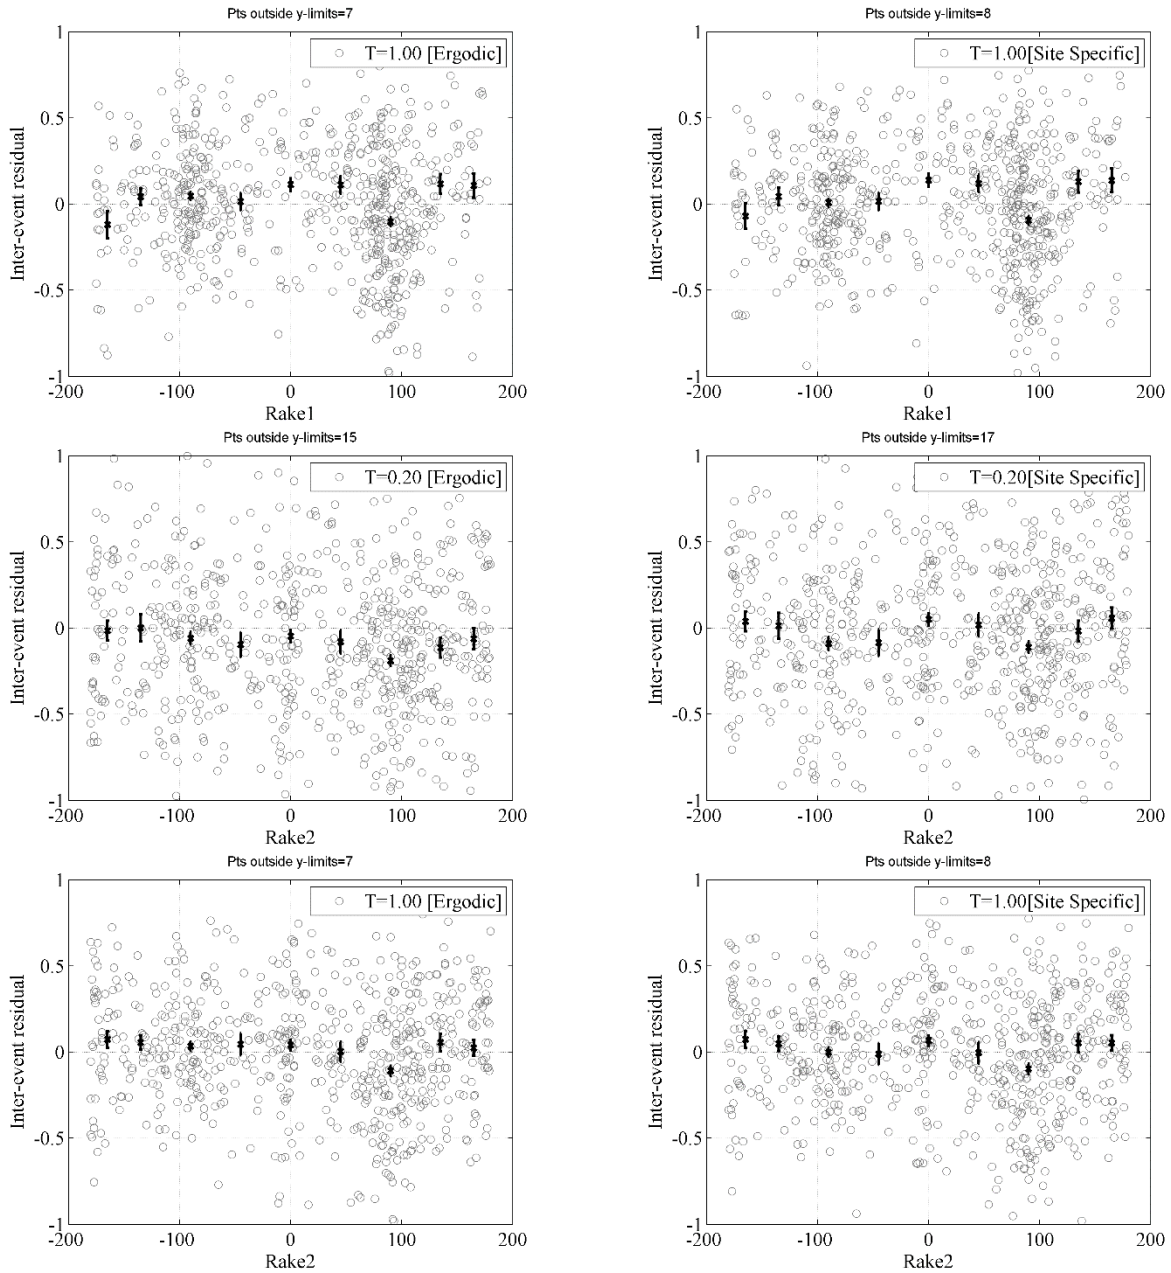 Pts outside y-limits=7
1
T=1.00 [Ergodic]
0.5
0
-0.5
-1
-200 -100 0 100 200
Inter-event residual
Rake1
Pts outside y-limits=8
1
T=1.00[Site Specific]
0.5
0
-0.5
-1
-200 -100 0 100 200
Inter-event residual
Rake1
Pts outside y-limits=15
1
T=0.20 [Ergodic]
0.5
0
-0.5
-1
-200 -100 0 100 200
Inter-event residual
Rake2
Pts outside y-limits=17
1
T=0.20[Site Specific]
0.5
0
-0.5
-1
-200 -100 0 100 200
Inter-event residual
Rake2
Pts outside y-limits=7
1
T=1.00 [Ergodic]
0.5
0
-0.5
-1
-200 -100 0 100 200
Inter-event residual
Rake2
Pts outside y-limits=8
1
T=1.00[Site Specific]
0.5
0
-0.5
-1
-200 -100 0 100 200
Inter-event residual
Rake2